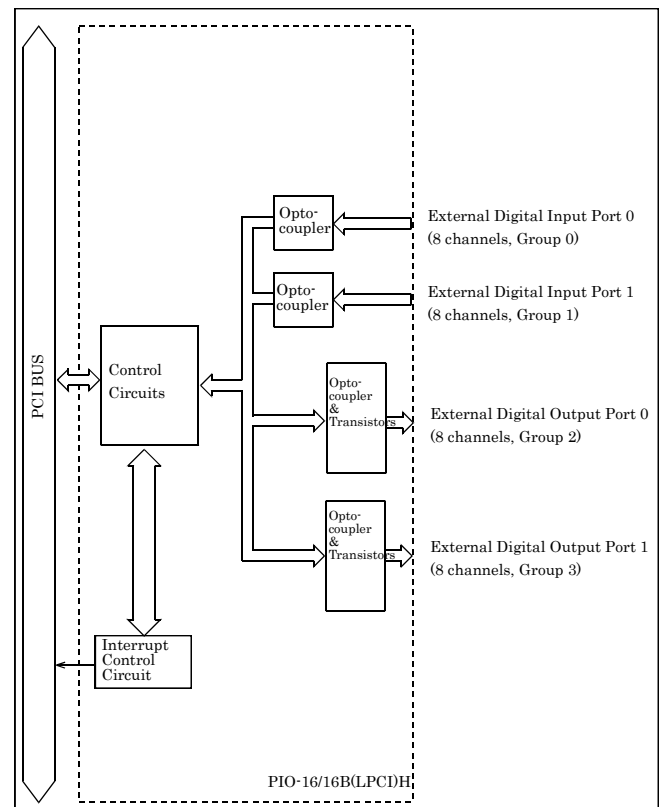 Opto-
coupler
External Digital Input Port 0
(8 channels, Group 0)
Opto-
coupler
External Digital Input Port 1
(8 channels, Group 1)
PCI BUS
Control
Circuits
Opto-
coupler
&
Transistors
External Digital Output Port 0
(8 channels, Group 2)
Opto-
coupler
&
Transistors
External Digital Output Port 1
(8 channels, Group 3)
Interrupt
Control
Circuit
PIO-16/16B(LPCI)H